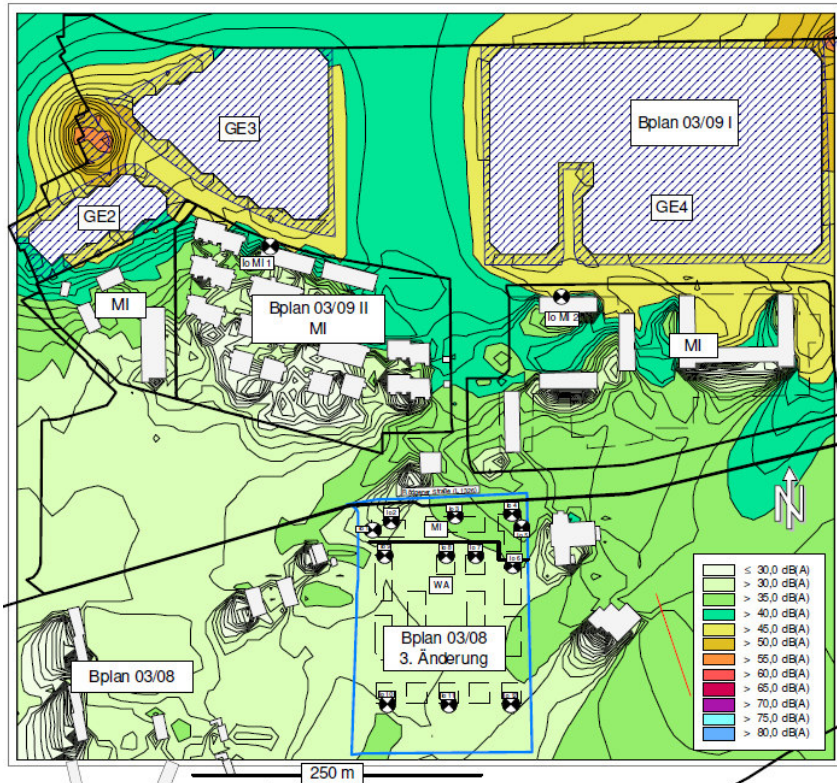 Bplan 03/09 I
GE3
GE4
GE2
Io MI 1
MI
Bplan 03/09 II
MI
Io MI 2
MI
MI
WA
Bplan 03/08
3. Änderung
Bplan 03/08
N
≤ 30,0 dB(A)
> 30,0 dB(A)
> 35,0 dB(A)
> 40,0 dB(A)
> 45,0 dB(A)
> 50,0 dB(A)
> 55,0 dB(A)
> 60,0 dB(A)
> 65,0 dB(A)
> 70,0 dB(A)
> 75,0 dB(A)
> 80,0 dB(A)
250 m